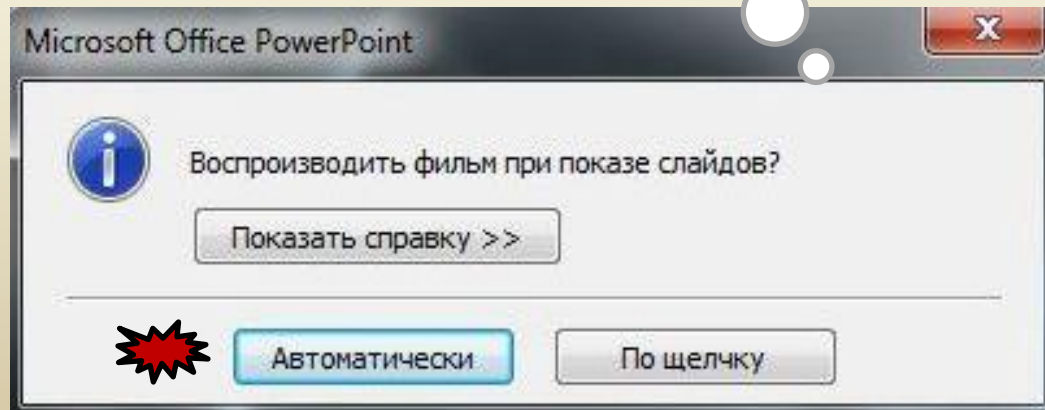 Microsoft Office PowerPoint
Воспроизводить фильм при показе слайдов?
Показать справку >>
Автоматически
По щелчку